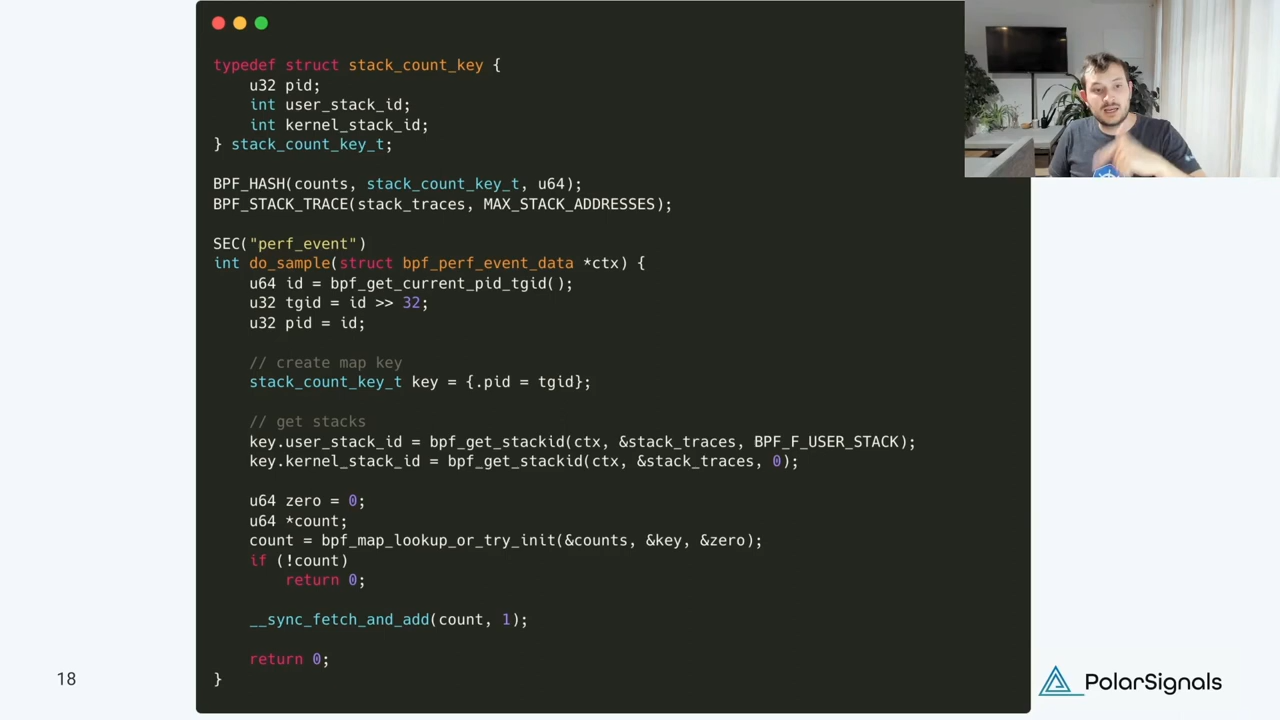 typedef struct stack_count_key {
    u32 pid;
    int user_stack_id;
    int kernel_stack_id;
} stack_count_key_t;
BPF_HASH(counts, stack_count_key_t, u64);
BPF_STACK_TRACE(stack_traces, MAX_STACK_ADDRESSES);
SEC("perf_event")
int do_sample(struct bpf_perf_event_data *ctx) {
    u64 id = bpf_get_current_pid_tgid();
    u32 tgid = id >> 32;
    u32 pid = id;
    // create map key
    stack_count_key_t key = {.pid = tgid};
    // get stacks
    key.user_stack_id = bpf_get_stackid(ctx, &stack_traces, BPF_F_USER_STACK);
    key.kernel_stack_id = bpf_get_stackid(ctx, &stack_traces, 0);
    u64 zero = 0;
    u64 *count;
    count = bpf_map_lookup_or_try_init(&counts, &key, &zero);
    if (!count)
        return 0;
    __sync_fetch_and_add(count, 1);
    return 0;
}
18
PolarSignals